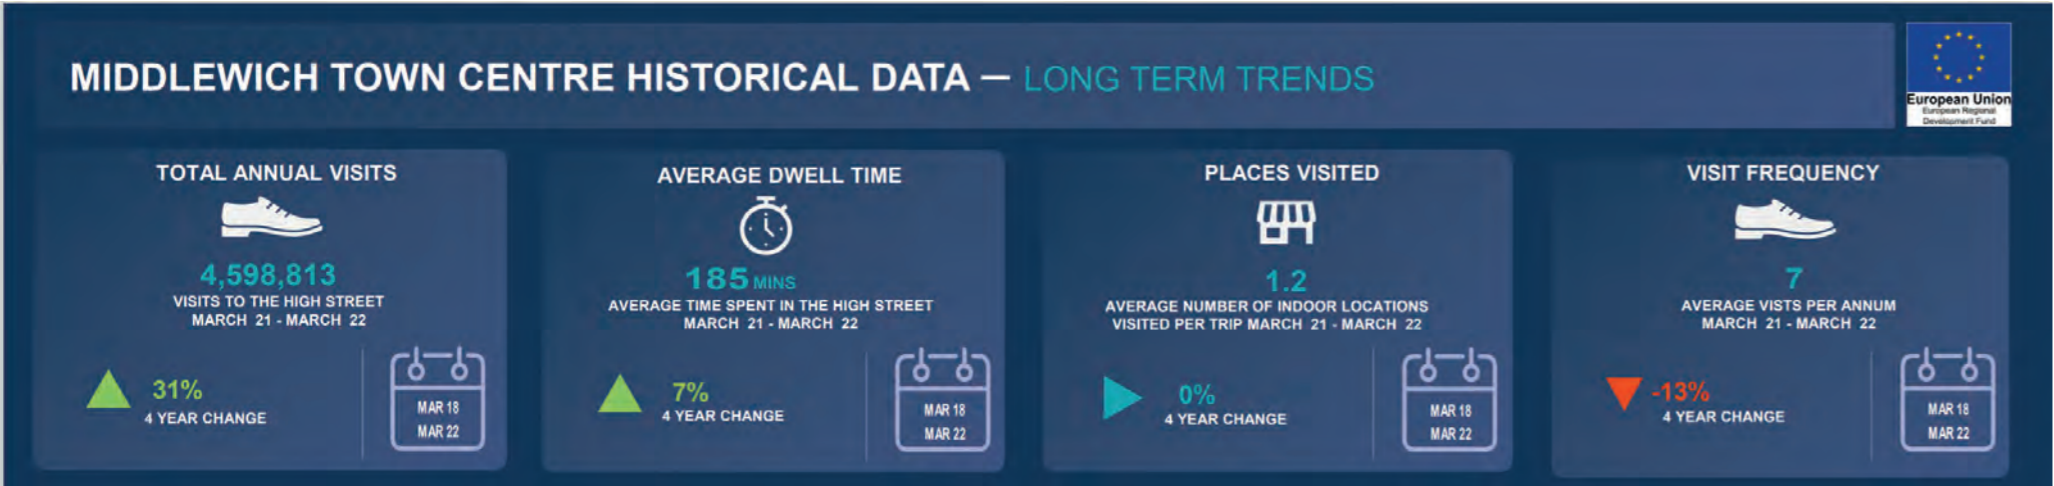 MIDDLEWICH TOWN CENTRE HISTORICAL DATA — LONG TERM TRENDS
European Union
European Regional
Development Fund
TOTAL ANNUAL VISITS
4,598,813
VISITS TO THE HIGH STREET
MARCH 21 - MARCH 22
31%
4 YEAR CHANGE
MAR 18
MAR 22
AVERAGE DWELL TIME
185 MINS
AVERAGE TIME SPENT IN THE HIGH STREET
MARCH 21 - MARCH 22
7%
4 YEAR CHANGE
MAR 18
MAR 22
PLACES VISITED
1.2
AVERAGE NUMBER OF INDOOR LOCATIONS
VISITED PER TRIP MARCH 21 - MARCH 22
0%
4 YEAR CHANGE
MAR 18
MAR 22
VISIT FREQUENCY
7
AVERAGE VISTS PER ANNUM
MARCH 21 - MARCH 22
-13%
4 YEAR CHANGE
MAR 18
MAR 22